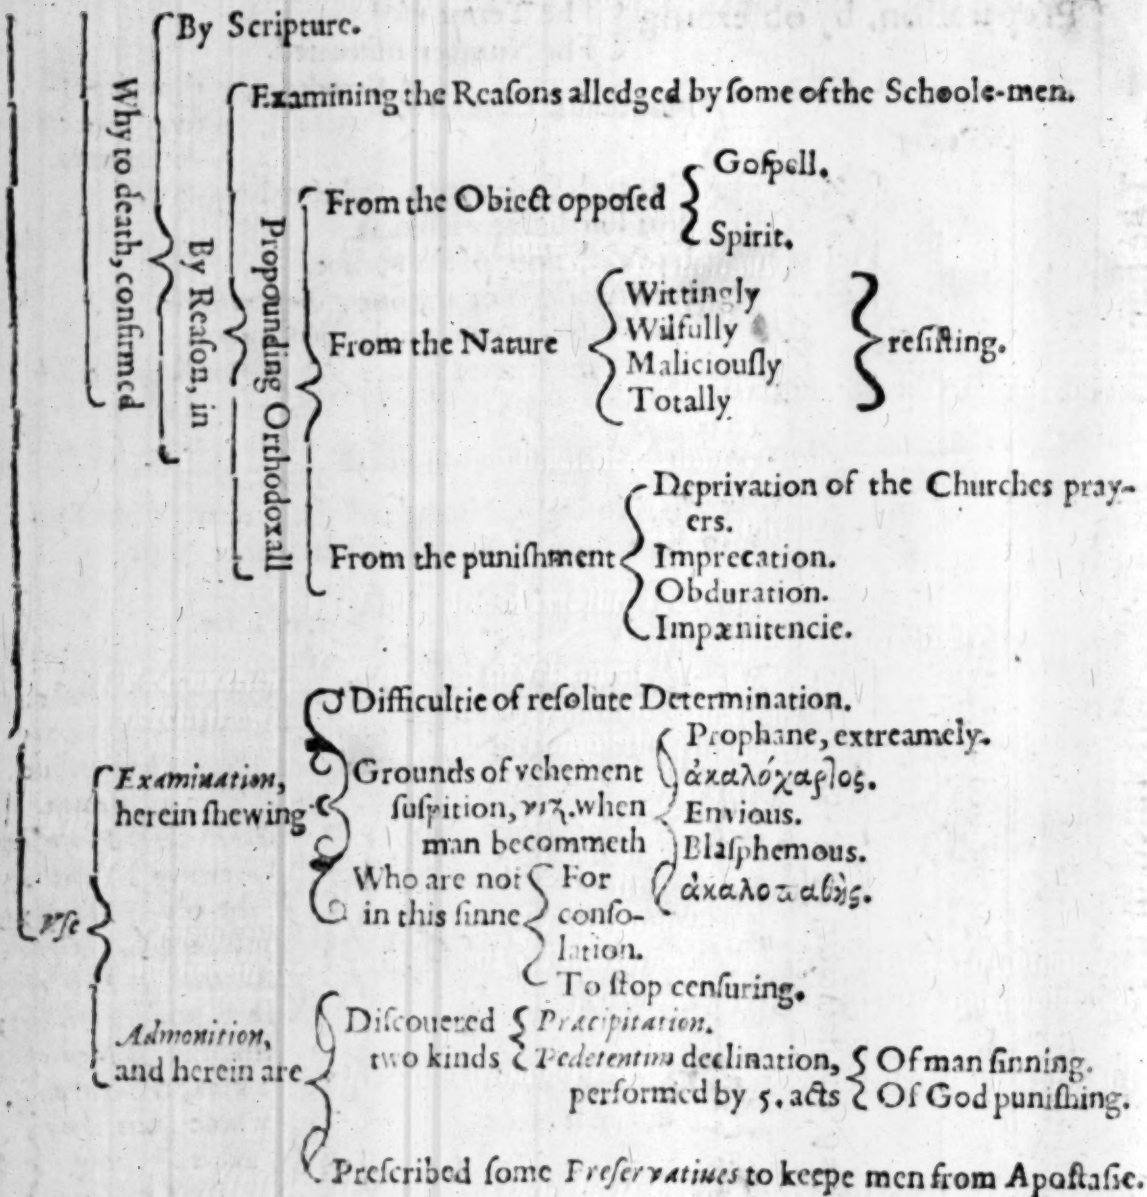 By Scripture.
Why to death, confirmed
By Reaſon, in
Examining the Reaſons alledged by ſome of the Schoole-men.
Propounding Orthodoxall
From the Obiect oppoſed
Goſpell.
Spirit.
From the Nature
Wittingly
Wilfully
Maliciouſly
Totally
reſiſting.
From the puniſhment
Deprivation of the Churches pray-
ers.
Imprecation.
Obduration.
Impænitencie.
Vſe
Examination,
herein ſhewing
Difficultie of reſolute Determination.
Grounds of vehement
ſuſpition, viz. when
man becommeth
Prophane, extreamely.
ἀκαλόχαρτος.
Envious.
Blaſphemous.
ἀκαλοπαθὴς.
Who are not
in this ſinne
For
conſo-
lation.
To ſtop cenſuring.
Admonition,
and herein are
Diſcouered
two kinds
Præcipitation.
Pedetentim declination,
performed by 5. acts
Of man ſinning.
Of God puniſhing.
Preſcribed ſome Preſervatiues to keepe men from Apoſtaſie